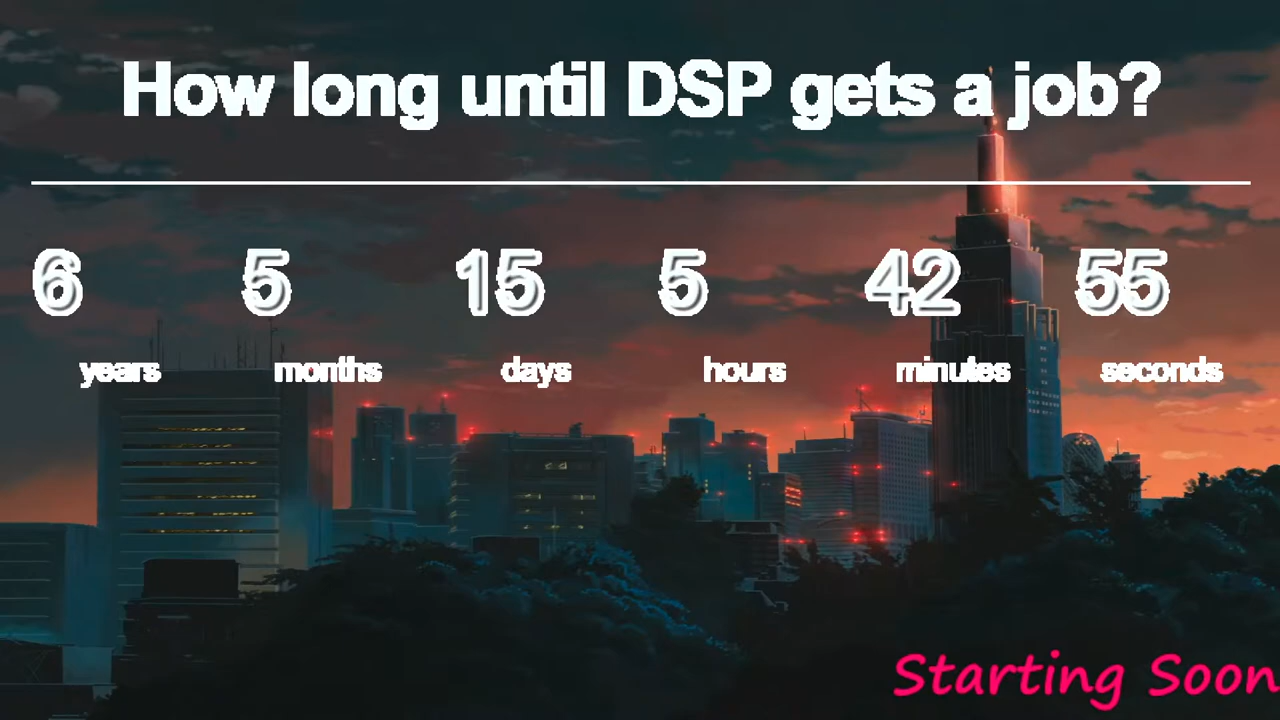 How long until DSP gets a job?
6 5 15 5 42 55
years months days hours minutes seconds
Starting Soon